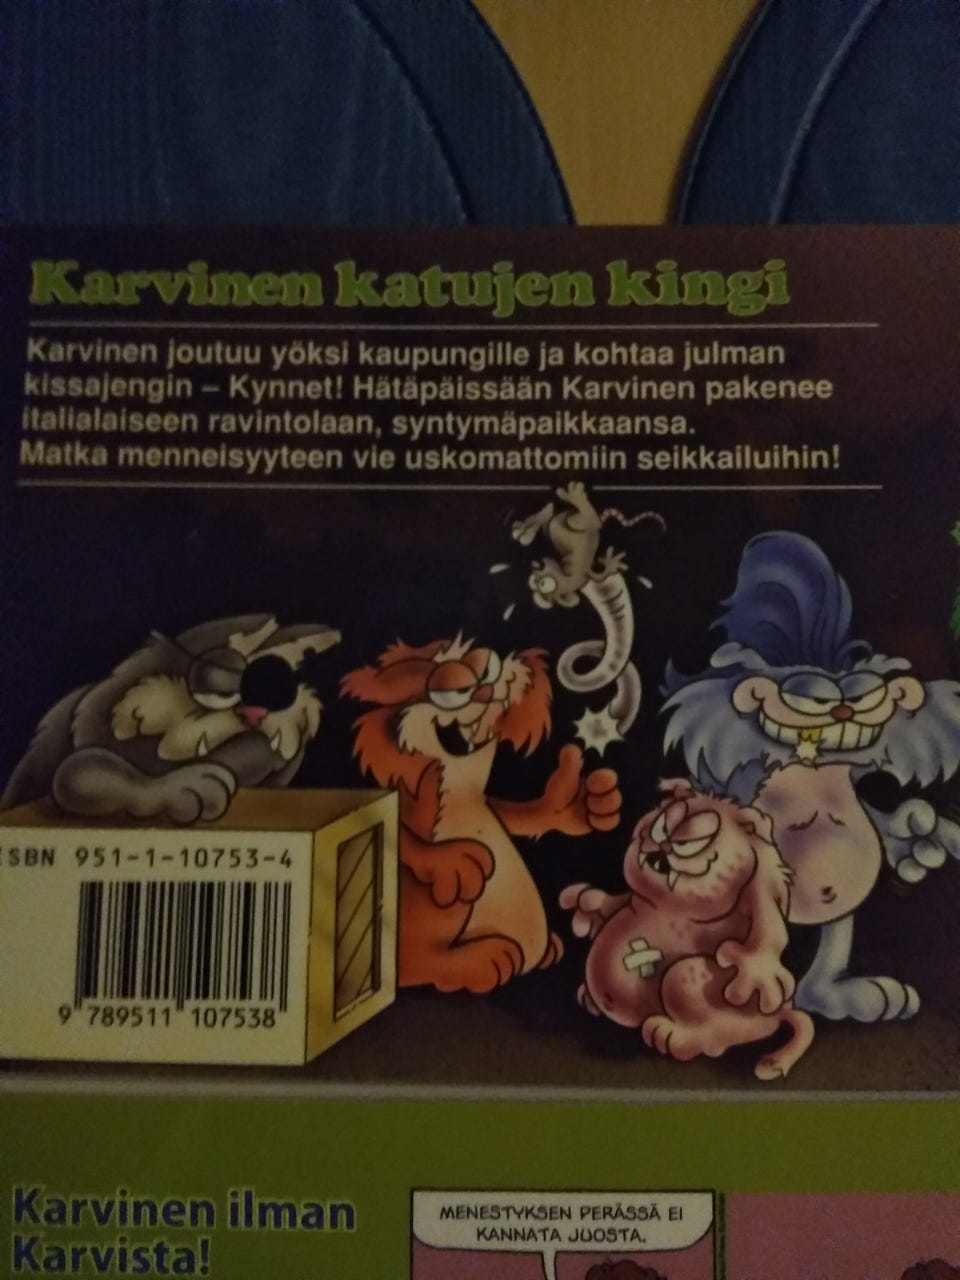 Karvinen katujen kingi
Karvinen joutuu yöksi kaupungille ja kohtaa julman
kissajengin – Kynnet! Hätäpäissään Karvinen pakenee
italialaiseen ravintolaan, syntymäpaikkaansa.
Matka menneisyyteen vie uskomattomiin seikkailuihin!
ISBN 951-1-10753-4
9 789511 107538
Karvinen ilman
Karvista!
MENESTYKSEN PERÄSSÄ EI
KANNATA JUOSTA.